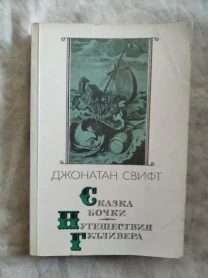 ДЖОНАТАН СВИФТ
СКАЗКА
БОЧКИ
ПУТЕШЕСТВИЯ
ГУЛЛИВЕРА